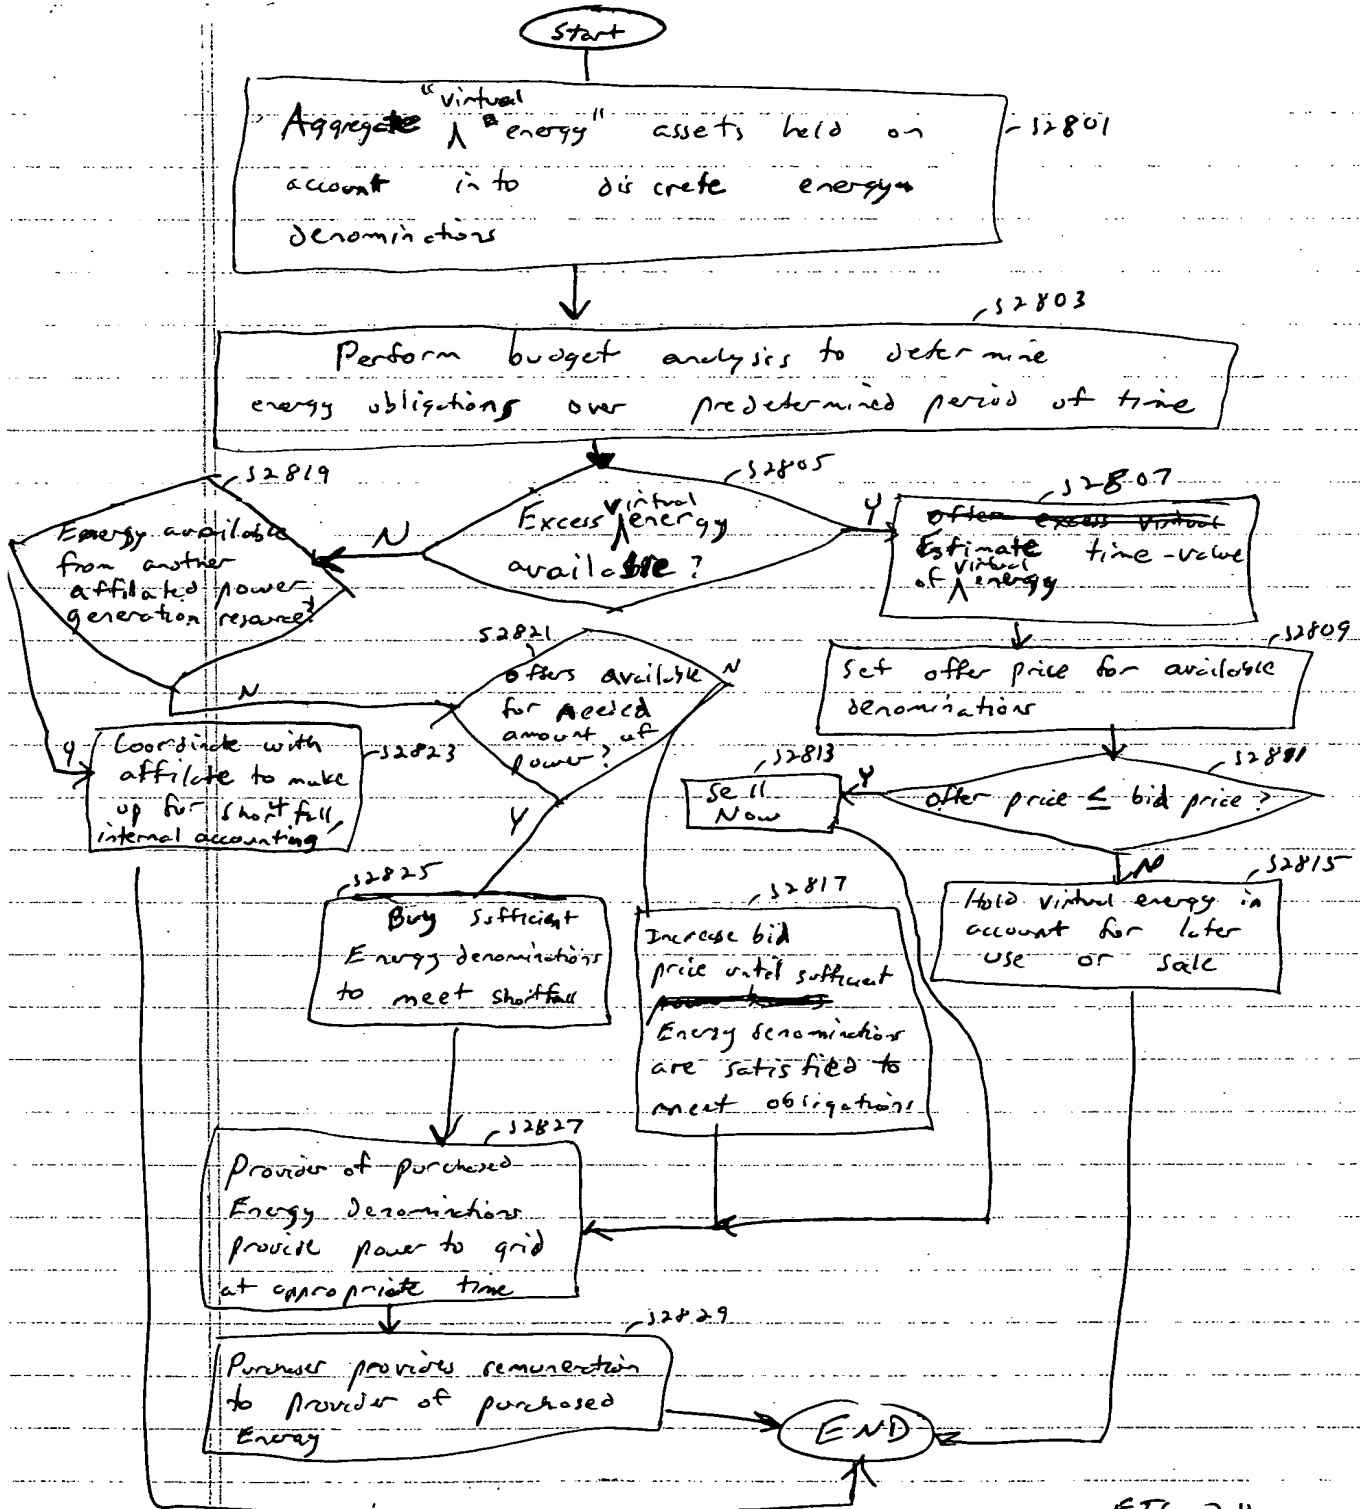 Start
"virtual
Aggregate ʌ energy" assets held on
account into discrete energy
denominations
S2801
S2803
Perform budget analysis to determine
energy obligations over predetermined period of time
S2819
Energy available
from another
affiliated power
generation resource?
N
S2805
virtual
Excess ʌ energy
available?
Y
S2807
Offer excess virtual
Estimate time-value
virtual
of ʌ energy
S2809
Set offer price for available
denominations
S2821
offers available
for needed
amount of
power?
N
N
Y
Y
Coordinate with
affiliate to make
up for shortfall,
internal accounting
S2823
S2813
Sell
Now
Y
S2811
offer price ≤ bid price?
N
S2815
Hold virtual energy in
account for later
use or sale
S2825
Buy sufficient
Energy denominations
to meet shortfall
S2817
Increase bid
price until sufficient
Energy denominations
are satisfied to
meet obligations
S2827
Provider of purchased
Energy denominations
provide power to grid
at appropriate time
S2829
Purchaser provides remuneration
to provider of purchased
Energy
END